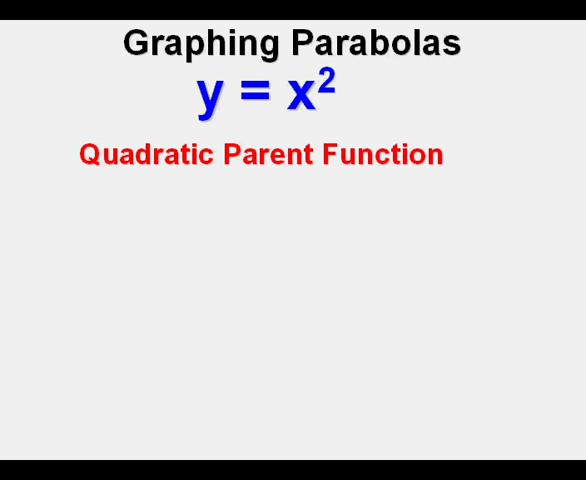 Graphing Parabolas
y = x²
Quadratic Parent Function